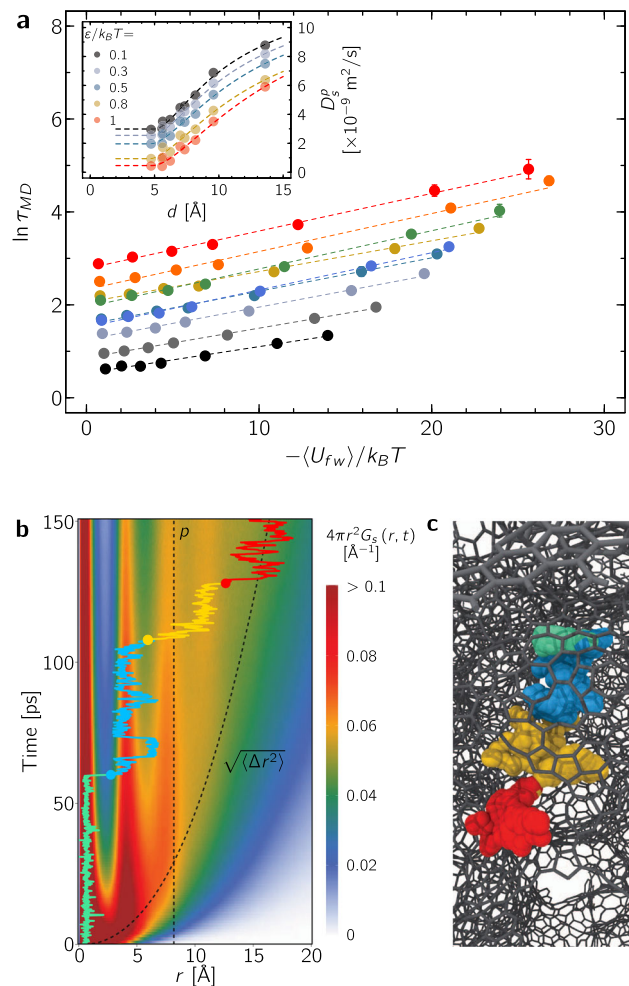 a
ε/k_BT=
0.1
0.3
0.5
0.8
1
10
8
6
4
2
0
D_s^p
[×10⁻⁹ m²/s]
0 5 10 15
d [Å]
8
6
4
2
0
ln τ_MD
0 10 20 30
−⟨U_fw⟩/k_BT
b
150
100
50
0
Time [ps]
p
√⟨Δr²⟩
0 5 10 15 20
r [Å]
4πr²G_s(r, t)
[Å⁻¹]
> 0.1
0.08
0.06
0.04
0.02
0
c